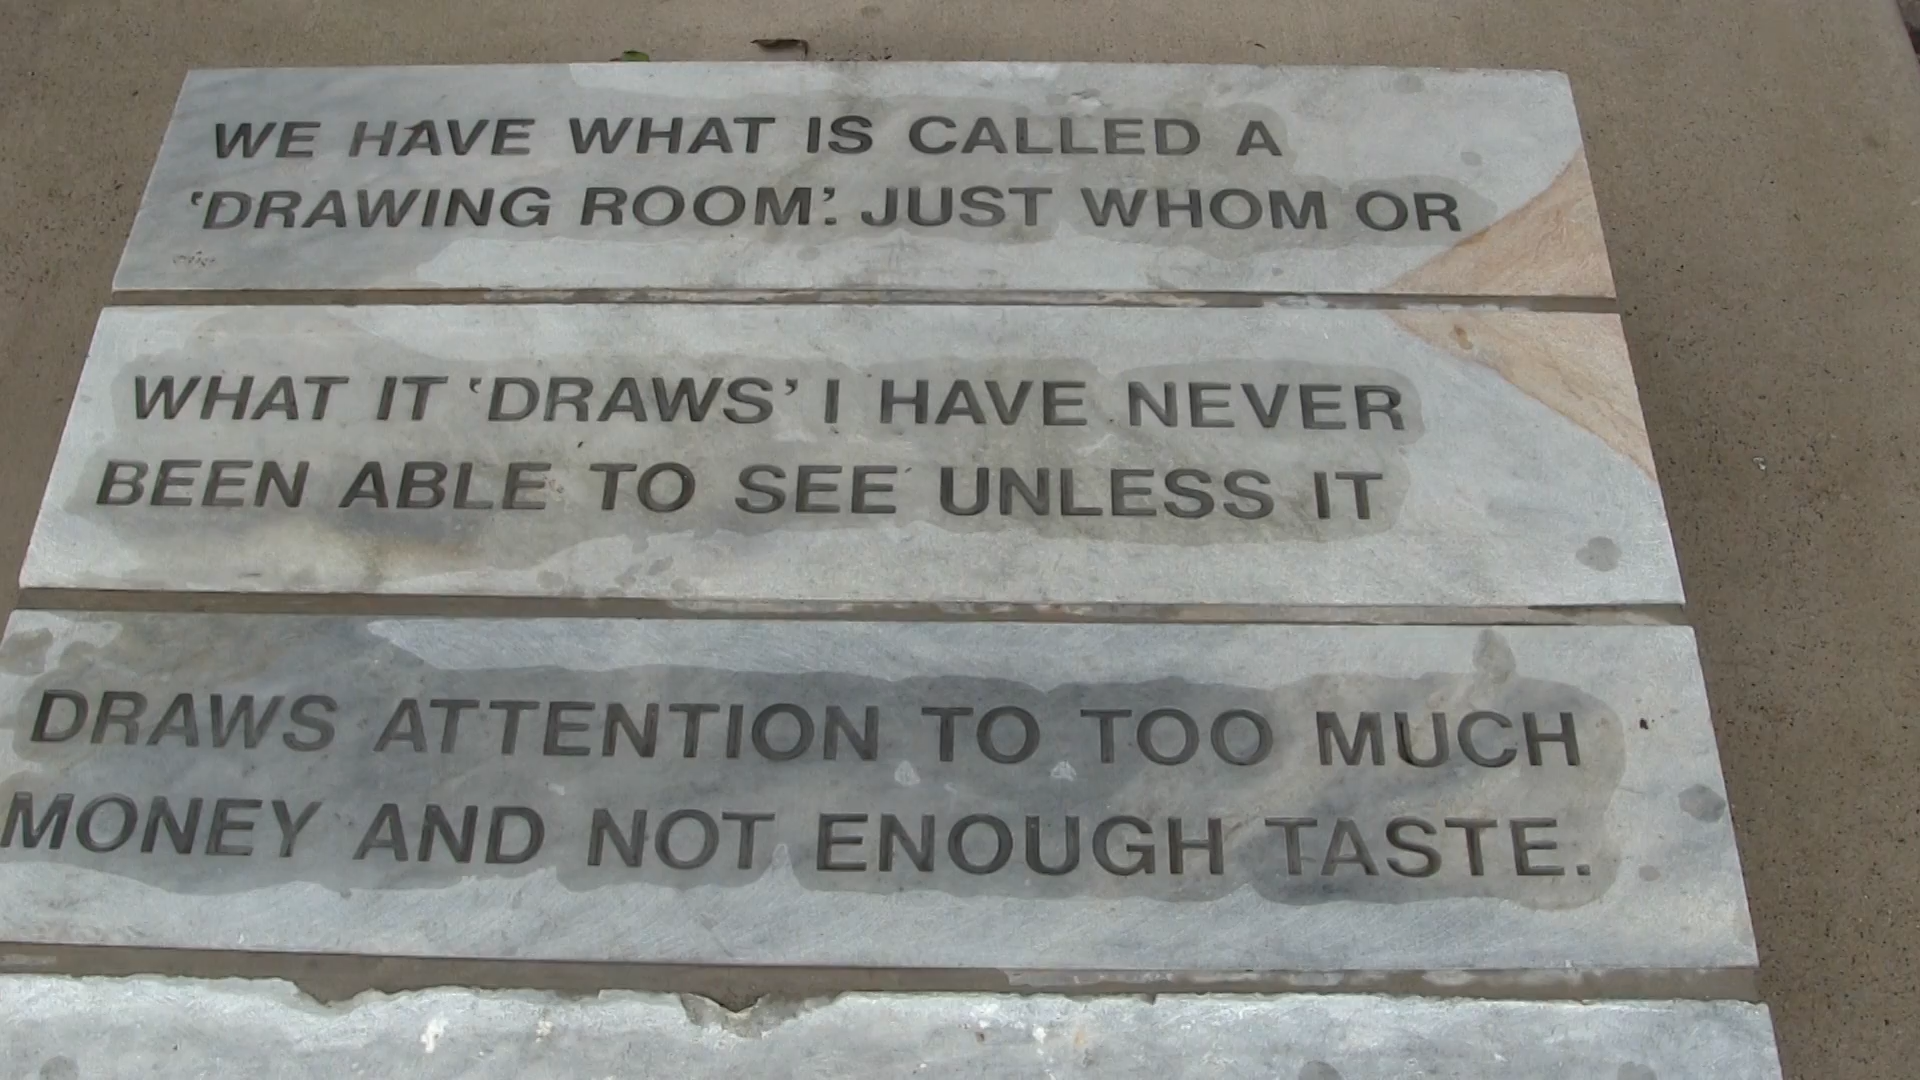 WE HAVE WHAT IS CALLED A
‘DRAWING ROOM’. JUST WHOM OR
WHAT IT ‘DRAWS’ I HAVE NEVER
BEEN ABLE TO SEE UNLESS IT
DRAWS ATTENTION TO TOO MUCH
MONEY AND NOT ENOUGH TASTE.